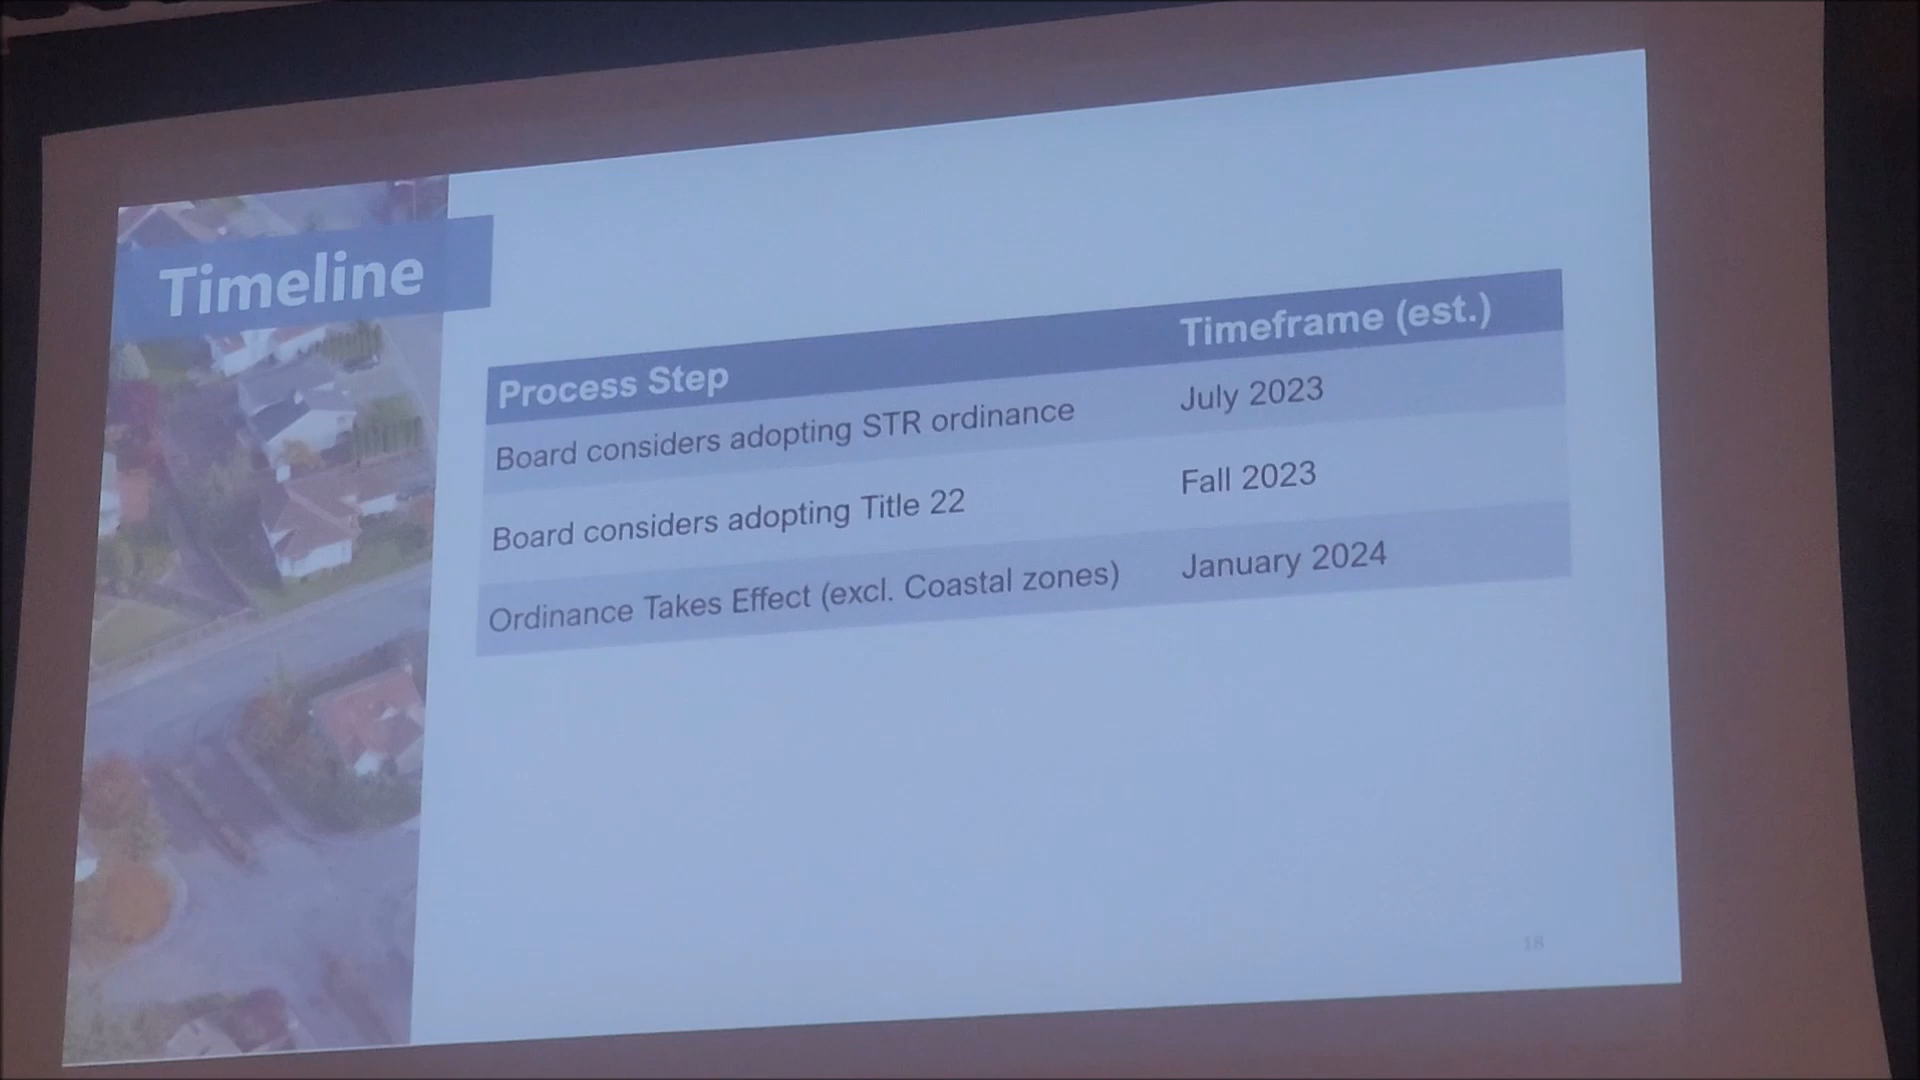 Timeline
Process Step Timeframe (est.)
Board considers adopting STR ordinance July 2023
Board considers adopting Title 22 Fall 2023
Ordinance Takes Effect (excl. Coastal zones) January 2024
18